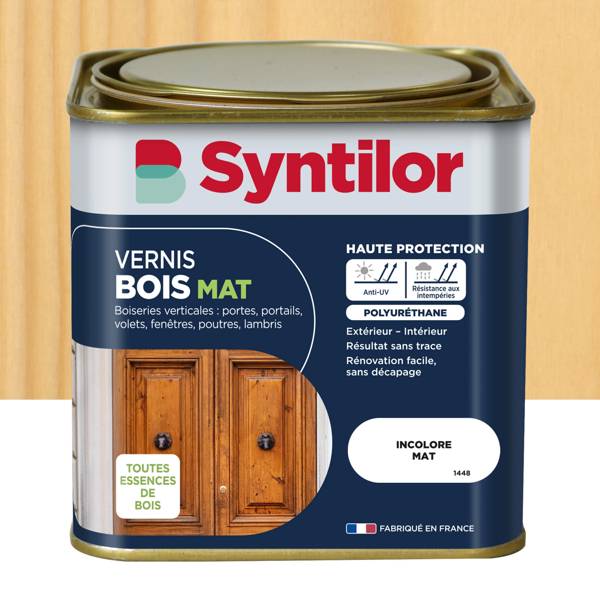 Syntilor
VERNIS
BOIS MAT
Boiseries verticales : portes, portails,
volets, fenêtres, poutres, lambris
TOUTES
ESSENCES
DE
BOIS
HAUTE PROTECTION
Anti-UV
Résistance aux
intempéries
POLYURÉTHANE
Extérieur – Intérieur
Résultat sans trace
Rénovation facile,
sans décapage
INCOLORE
MAT
1448
FABRIQUÉ EN FRANCE